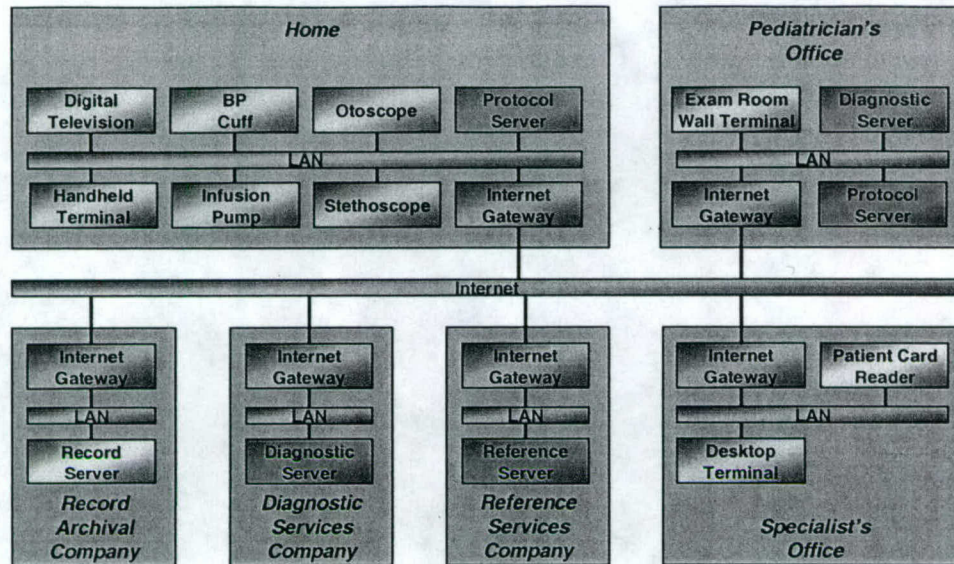 Home
Digital
Television
BP
Cuff
Otoscope
Protocol
Server
LAN
Handheld
Terminal
Infusion
Pump
Stethoscope
Internet
Gateway
Pediatrician's
Office
Exam Room
Wall Terminal
Diagnostic
Server
LAN
Internet
Gateway
Protocol
Server
Internet
Internet
Gateway
LAN
Record
Server
Record
Archival
Company
Internet
Gateway
LAN
Diagnostic
Server
Diagnostic
Services
Company
Internet
Gateway
LAN
Reference
Server
Reference
Services
Company
Internet
Gateway
Patient Card
Reader
LAN
Desktop
Terminal
Specialist's
Office